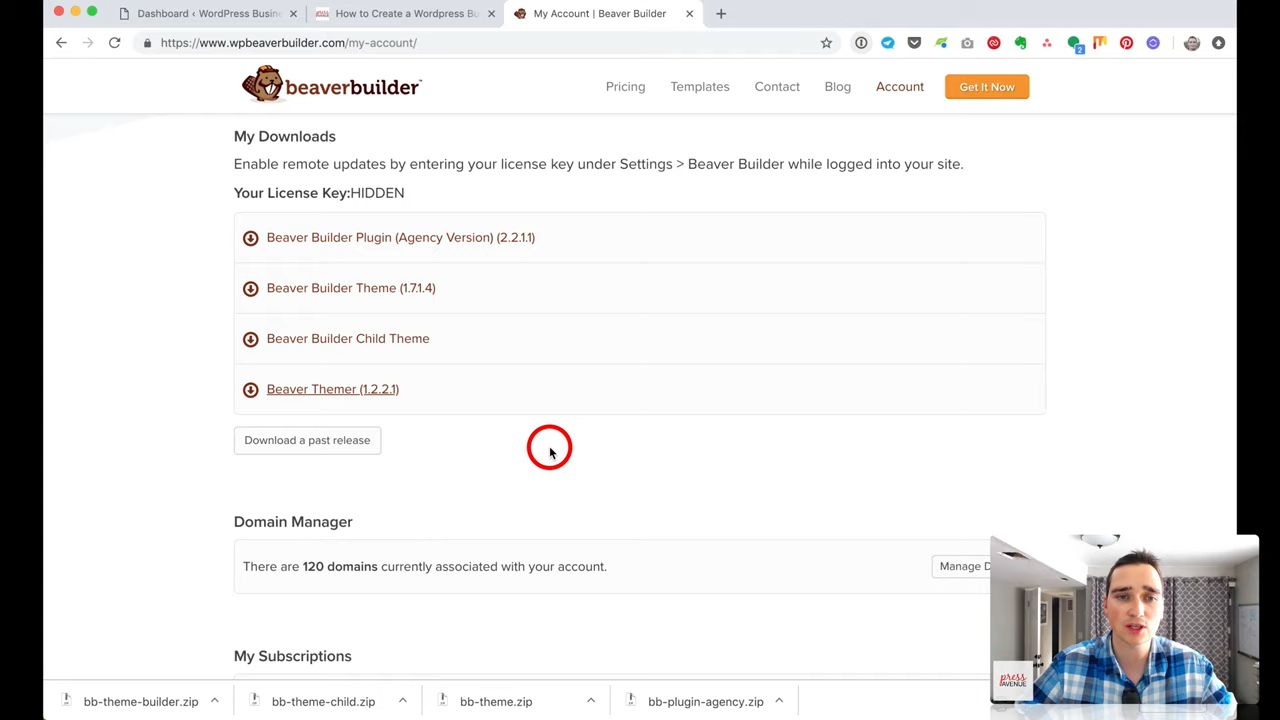 Dashboard ‹ WordPress Busine
How to Create a Wordpress Bu
My Account | Beaver Builder
https://www.wpbeaverbuilder.com/my-account/
2
beaverbuilder™
Pricing
Templates
Contact
Blog
Account
Get It Now
My Downloads
Enable remote updates by entering your license key under Settings > Beaver Builder while logged into your site.
Your License Key:HIDDEN
Beaver Builder Plugin (Agency Version) (2.2.1.1)
Beaver Builder Theme (1.7.1.4)
Beaver Builder Child Theme
Beaver Themer (1.2.2.1)
Download a past release
Domain Manager
There are 120 domains currently associated with your account.
Manage D
My Subscriptions
press
AVENUE
bb-theme-builder.zip
bb-theme-child.zip
bb-theme.zip
bb-plugin-agency.zip